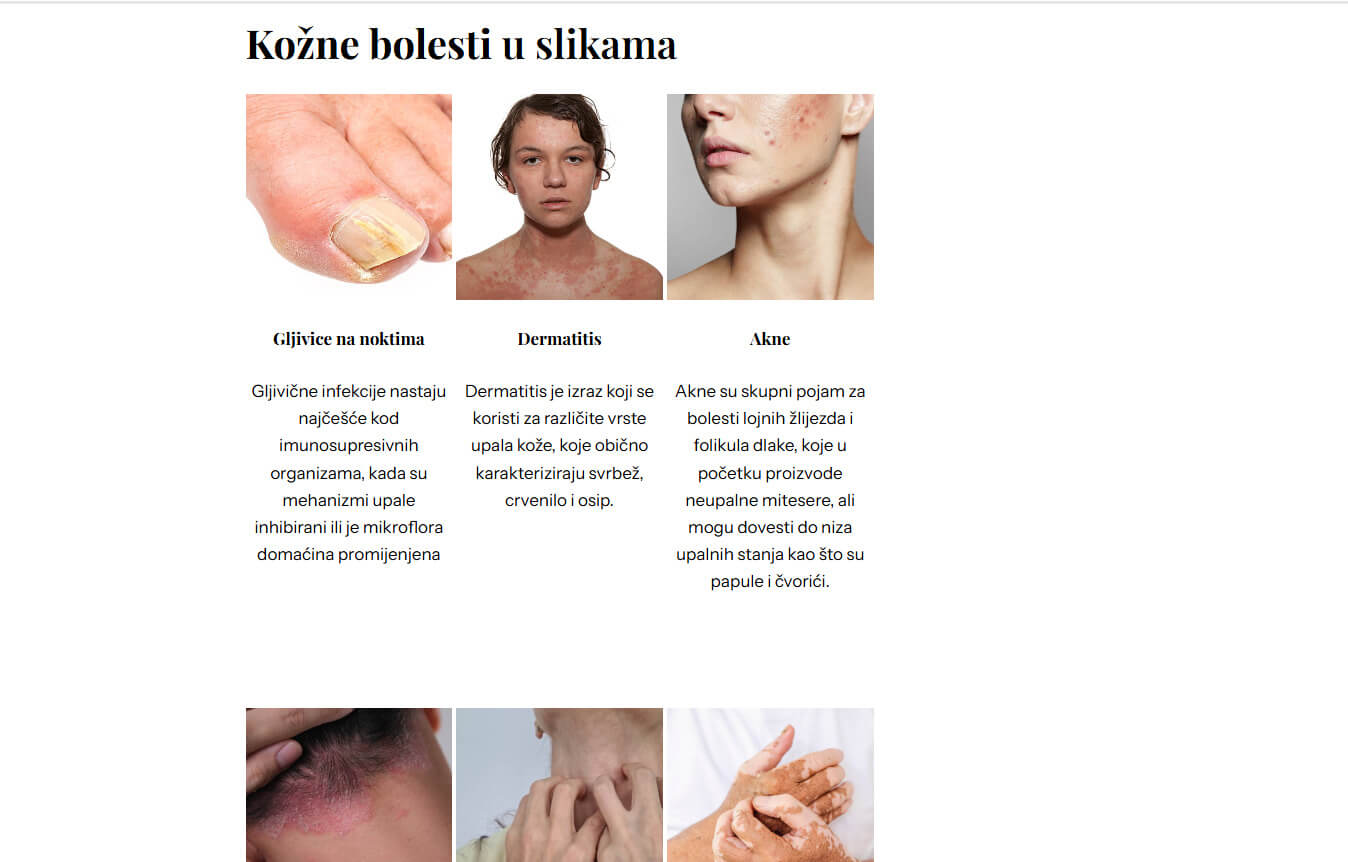 Kožne bolesti u slikama
Gljivice na noktima
Gljivične infekcije nastaju
najčešće kod
imunosupresivnih
organizama, kada su
mehanizmi upale
inhibirani ili je mikroflora
domaćina promijenjena
Dermatitis
Dermatitis je izraz koji se
koristi za različite vrste
upala kože, koje obično
karakteriziraju svrbež,
crvenilo i osip.
Akne
Akne su skupni pojam za
bolesti lojnih žlijezda i
folikula dlake, koje u
početku proizvode
neupalne mitesere, ali
mogu dovesti do niza
upalnih stanja kao što su
papule i čvorići.